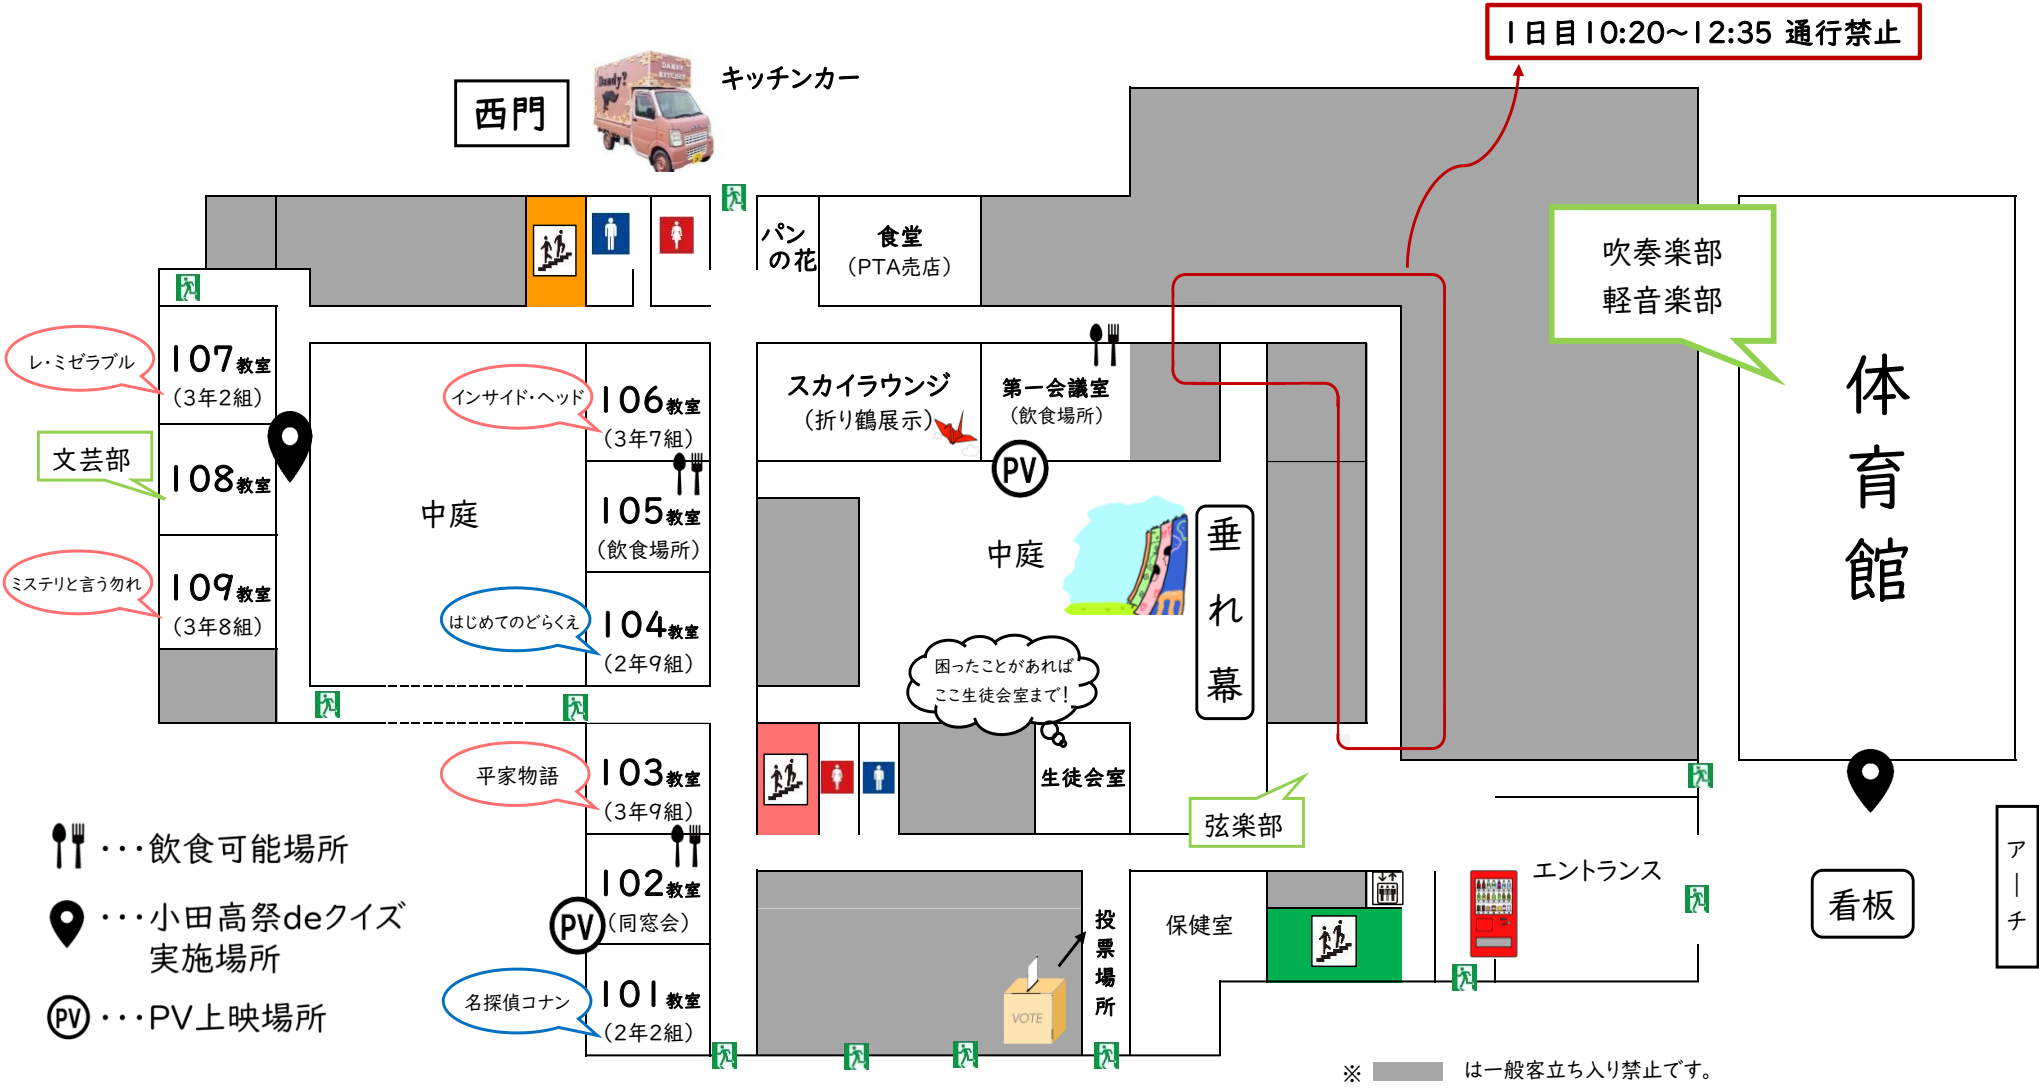 1日目10:20～12:35 通行禁止
西門
DANDY
KITCHEN
Dandy?
キッチンカー
パン
の花
食堂
（PTA売店）
吹奏楽部
軽音楽部
体育館
レ・ミゼラブル
107教室
（3年2組）
インサイド・ヘッド
106教室
（3年7組）
スカイラウンジ
（折り鶴展示）
第一会議室
（飲食場所）
PV
文芸部
108教室
中庭
105教室
（飲食場所）
中庭
垂れ幕
ミステリと言う勿れ
109教室
（3年8組）
はじめてのどらくえ
104教室
（2年9組）
困ったことがあれば
ここ生徒会室まで！
平家物語
103教室
（3年9組）
生徒会室
弦楽部
102教室
（同窓会）
PV
投票場所
VOTE
保健室
エントランス
看板
アーチ
名探偵コナン
101教室
（2年2組）
・・・飲食可能場所
・・・小田高祭deクイズ
実施場所
PV・・・PV上映場所
※ は一般客立ち入り禁止です。